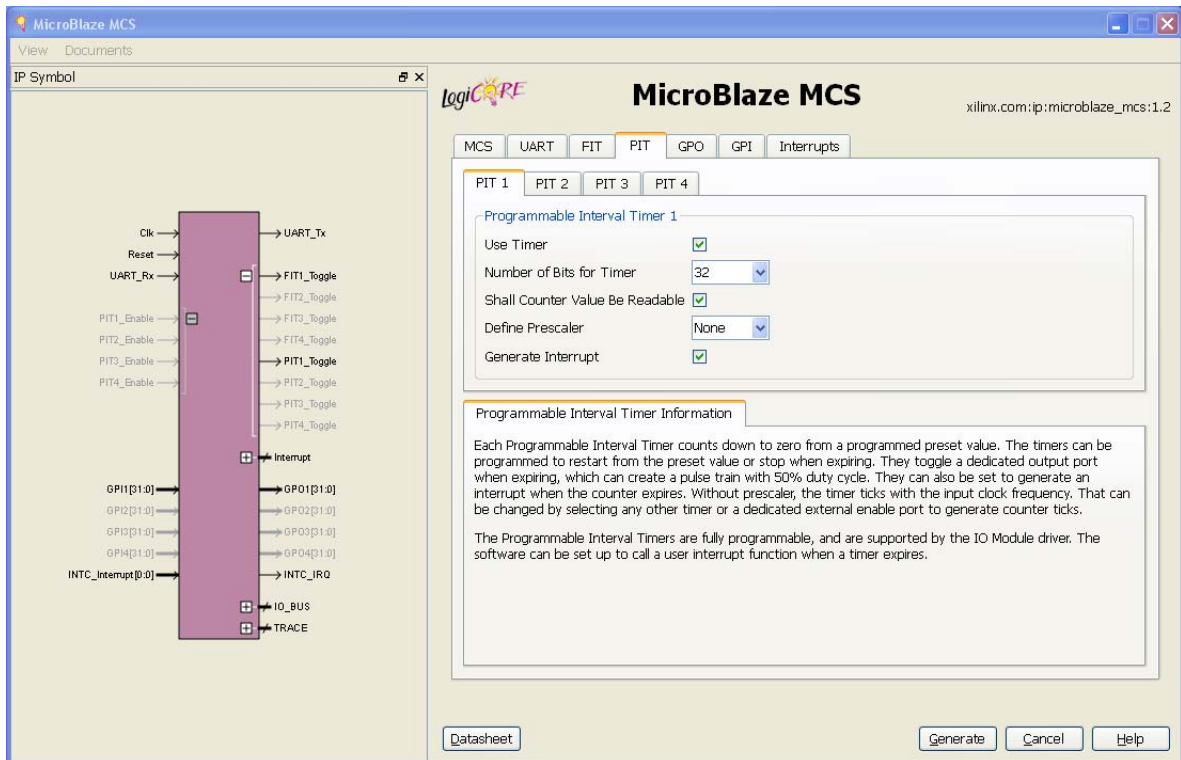 MicroBlaze MCS
View Documents
IP Symbol
Clk
Reset
UART_Rx
PIT1_Enable
PIT2_Enable
PIT3_Enable
PIT4_Enable
GPI1[31:0]
GPI2[31:0]
GPI3[31:0]
GPI4[31:0]
INTC_Interrupt[0:0]
UART_Tx
FIT1_Toggle
FIT2_Toggle
FIT3_Toggle
FIT4_Toggle
PIT1_Toggle
PIT2_Toggle
PIT3_Toggle
PIT4_Toggle
Interrupt
GPO1[31:0]
GPO2[31:0]
GPO3[31:0]
GPO4[31:0]
INTC_IRQ
IO_BUS
TRACE
LogiCORE
MicroBlaze MCS
xilinx.com:ip:microblaze_mcs:1.2
MCS UART FIT PIT GPO GPI Interrupts
PIT 1 PIT 2 PIT 3 PIT 4
Programmable Interval Timer 1
Use Timer
Number of Bits for Timer 32
Shall Counter Value Be Readable
Define Prescaler None
Generate Interrupt
Programmable Interval Timer Information
Each Programmable Interval Timer counts down to zero from a programmed preset value. The timers can be
programmed to restart from the preset value or stop when expiring. They toggle a dedicated output port
when expiring, which can create a pulse train with 50% duty cycle. They can also be set to generate an
interrupt when the counter expires. Without prescaler, the timer ticks with the input clock frequency. That can
be changed by selecting any other timer or a dedicated external enable port to generate counter ticks.
The Programmable Interval Timers are fully programmable, and are supported by the IO Module driver. The
software can be set up to call a user interrupt function when a timer expires.
Datasheet
Generate Cancel Help